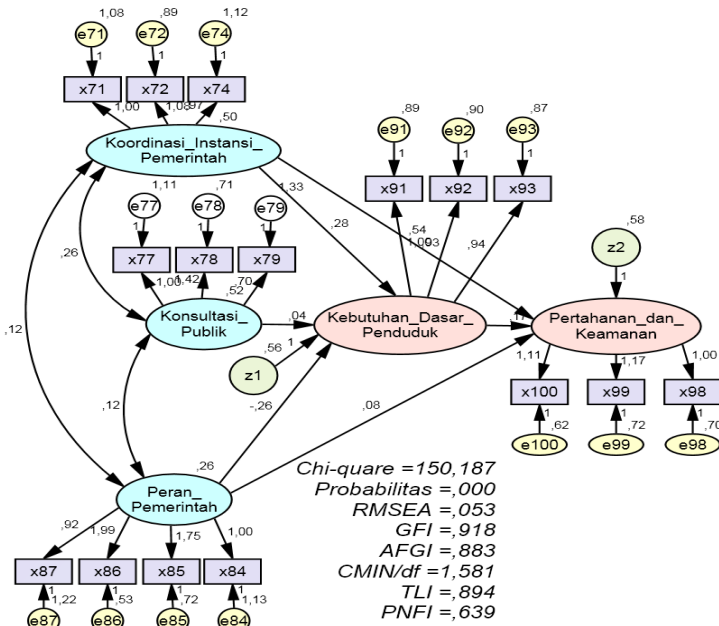 1,08 ,89 1,12
e71 e72 e74
1 1 1
x71 x72 x74
1,00 1,08 ,97
,50
Koordinasi_Instansi_
Pemerintah
,89 ,90 ,87
e91 e92 e93
1 1 1
x91 x92 x93
1,11 ,71 1,33
e77 e78 e79
1 1 1
x77 x78 x79
1,00 1,42 ,70
,52
Konsultasi_
Publik
,26
,12
,28
,54
1,00 ,93 ,94
,58
z2
1
,04
Kebutuhan_Dasar_
Penduduk
,17
Pertahanan_dan_
Keamanan
,56
1
z1
,12
-,26
,08
1,11 1,17 1,00
x100 x99 x98
1 1 1
,62 ,72 ,70
e100 e99 e98
,26
Peran_
Pemerintah
,92 1,99 1,75 1,00
x87 x86 x85 x84
1 1 1 1
1,22 ,53 ,72 1,13
e87 e86 e85 e84
Chi-quare =150,187
Probabilitas =,000
RMSEA =,053
GFI =,918
AFGI =,883
CMIN/df =1,581
TLI =,894
PNFI =,639